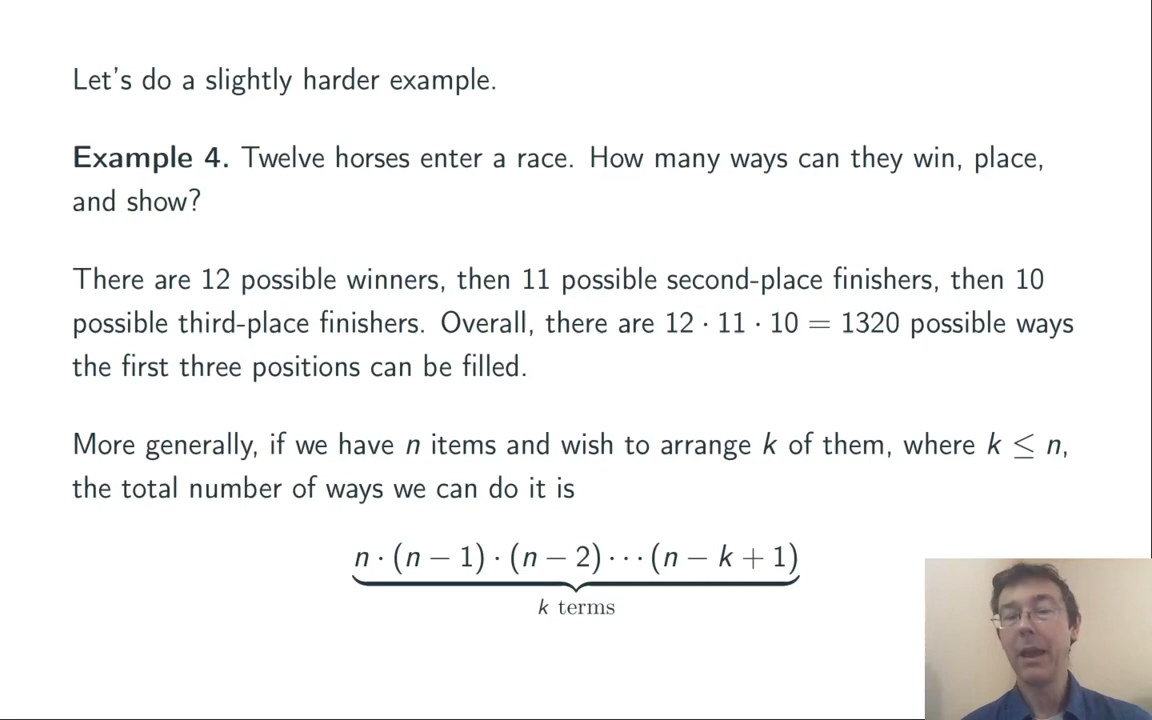 Let's do a slightly harder example.
Example 4. Twelve horses enter a race. How many ways can they win, place,
and show?
There are 12 possible winners, then 11 possible second-place finishers, then 10
possible third-place finishers. Overall, there are 12 · 11 · 10 = 1320 possible ways
the first three positions can be filled.
More generally, if we have n items and wish to arrange k of them, where k ≤ n,
the total number of ways we can do it is
n · (n − 1) · (n − 2) · · · (n − k + 1)
k terms